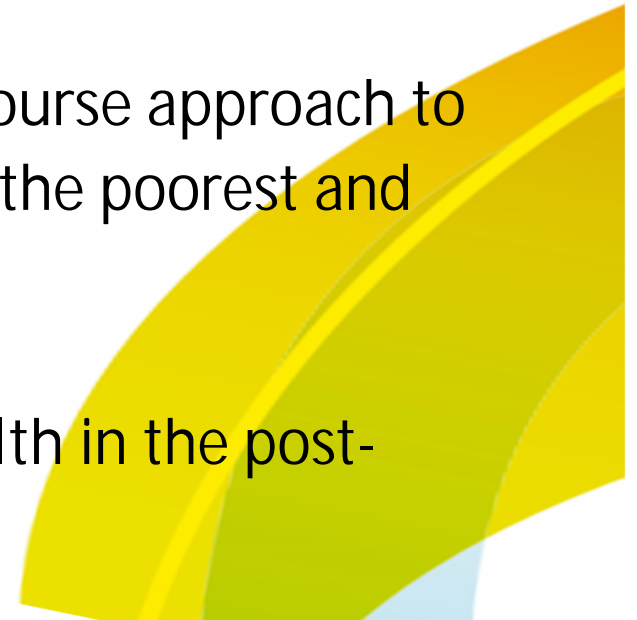 ourse approach to
the poorest and
lth in the post-